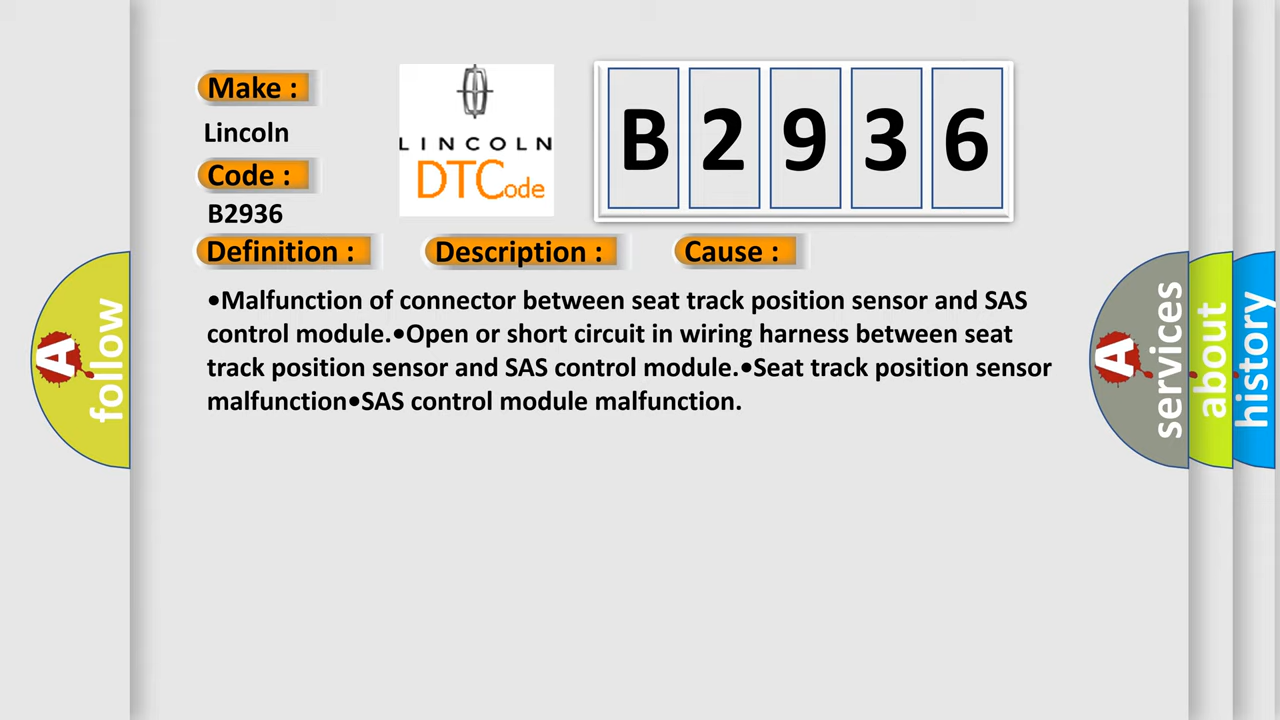 Make :
Lincoln
Code :
B2936
LINCOLN
DTCode
B 2 9 3 6
Definition :
Description :
Cause :
•Malfunction of connector between seat track position sensor and SAS
control module.•Open or short circuit in wiring harness between seat
track position sensor and SAS control module.•Seat track position sensor
malfunction•SAS control module malfunction.
A follow
A services
about
history